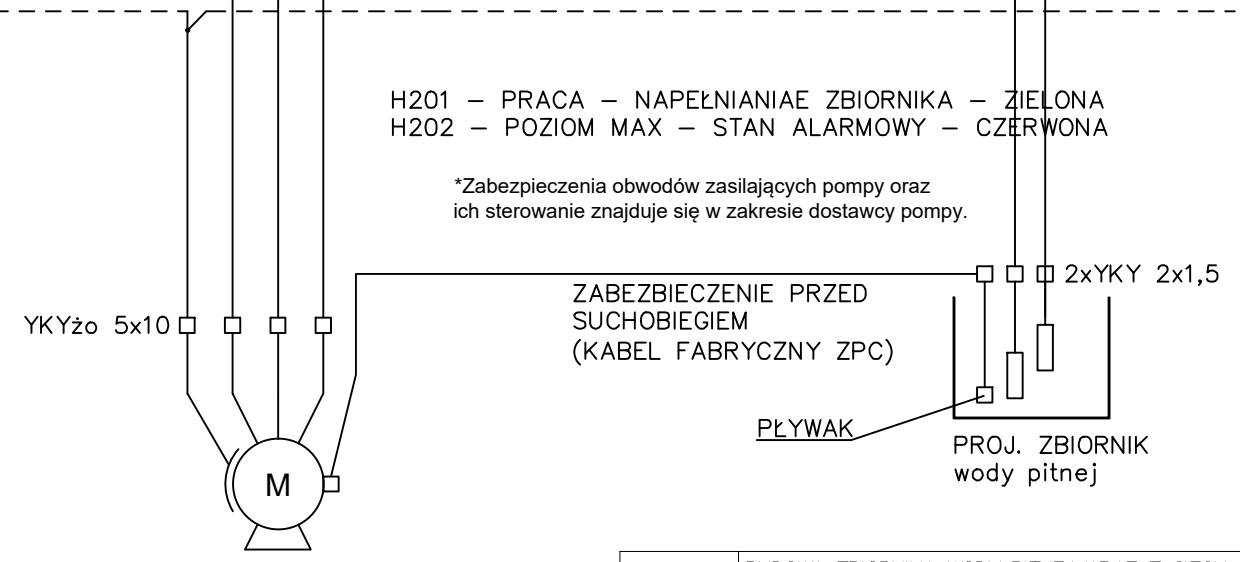 H201 – PRACA – NAPEŁNIANIAE ZBIORNIKA – ZIELONA
H202 – POZIOM MAX – STAN ALARMOWY – CZERWONA
*Zabezpieczenia obwodów zasilających pompy oraz
ich sterowanie znajduje się w zakresie dostawcy pompy.
2xYKY 2x1,5
ZABEZBIECZENIE PRZED
SUCHOBIEGIEM
(KABEL FABRYCZNY ZPC)
YKYżo 5x10
PŁYWAK
PROJ. ZBIORNIK
wody pitnej
M